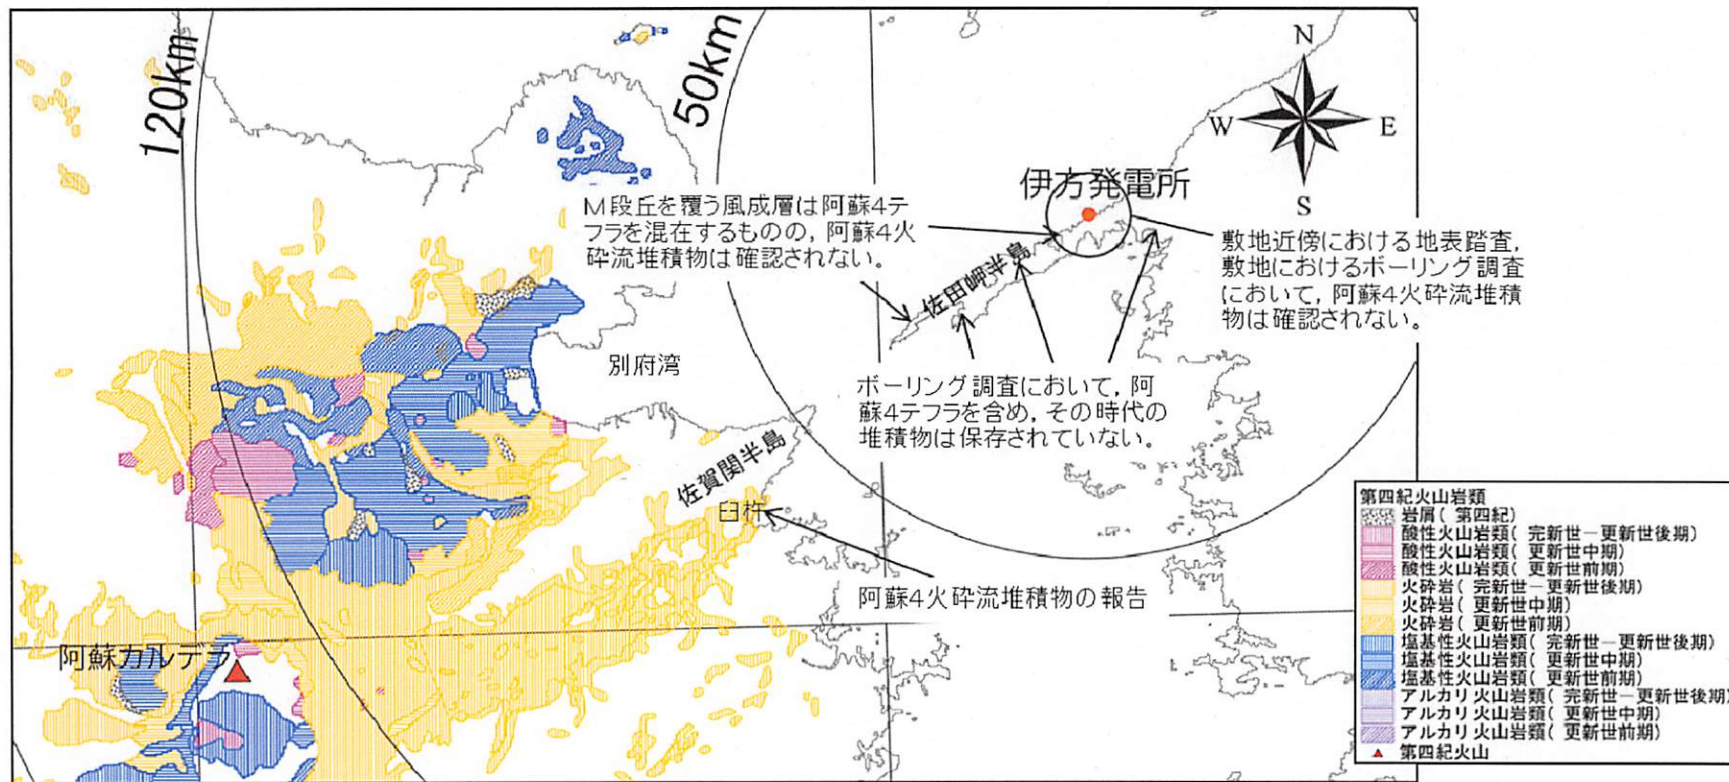 120km
50km
N
W
E
S
伊方発電所
M段丘を覆う風成層は阿蘇4テ
フラを混在するものの，阿蘇4火
砕流堆積物は確認されない。
敷地近傍における地表踏査，
敷地におけるボーリング調査
において，阿蘇4火砕流堆積
物は確認されない。
佐田岬半島
別府湾
ボーリング調査において，阿
蘇4テフラを含め，その時代の
堆積物は保存されていない。
佐賀関半島
臼杵
阿蘇4火砕流堆積物の報告
阿蘇カルデラ
第四紀火山岩類
岩屑( 第四紀)
酸性火山岩類( 完新世－更新世後期)
酸性火山岩類( 更新世中期)
酸性火山岩類( 更新世前期)
火砕岩( 完新世－更新世後期)
火砕岩( 更新世中期)
火砕岩( 更新世前期)
塩基性火山岩類( 完新世－更新世後期)
塩基性火山岩類( 更新世中期)
塩基性火山岩類( 更新世前期)
アルカリ火山岩類( 完新世－更新世後期)
アルカリ火山岩類( 更新世中期)
アルカリ火山岩類( 更新世前期)
第四紀火山